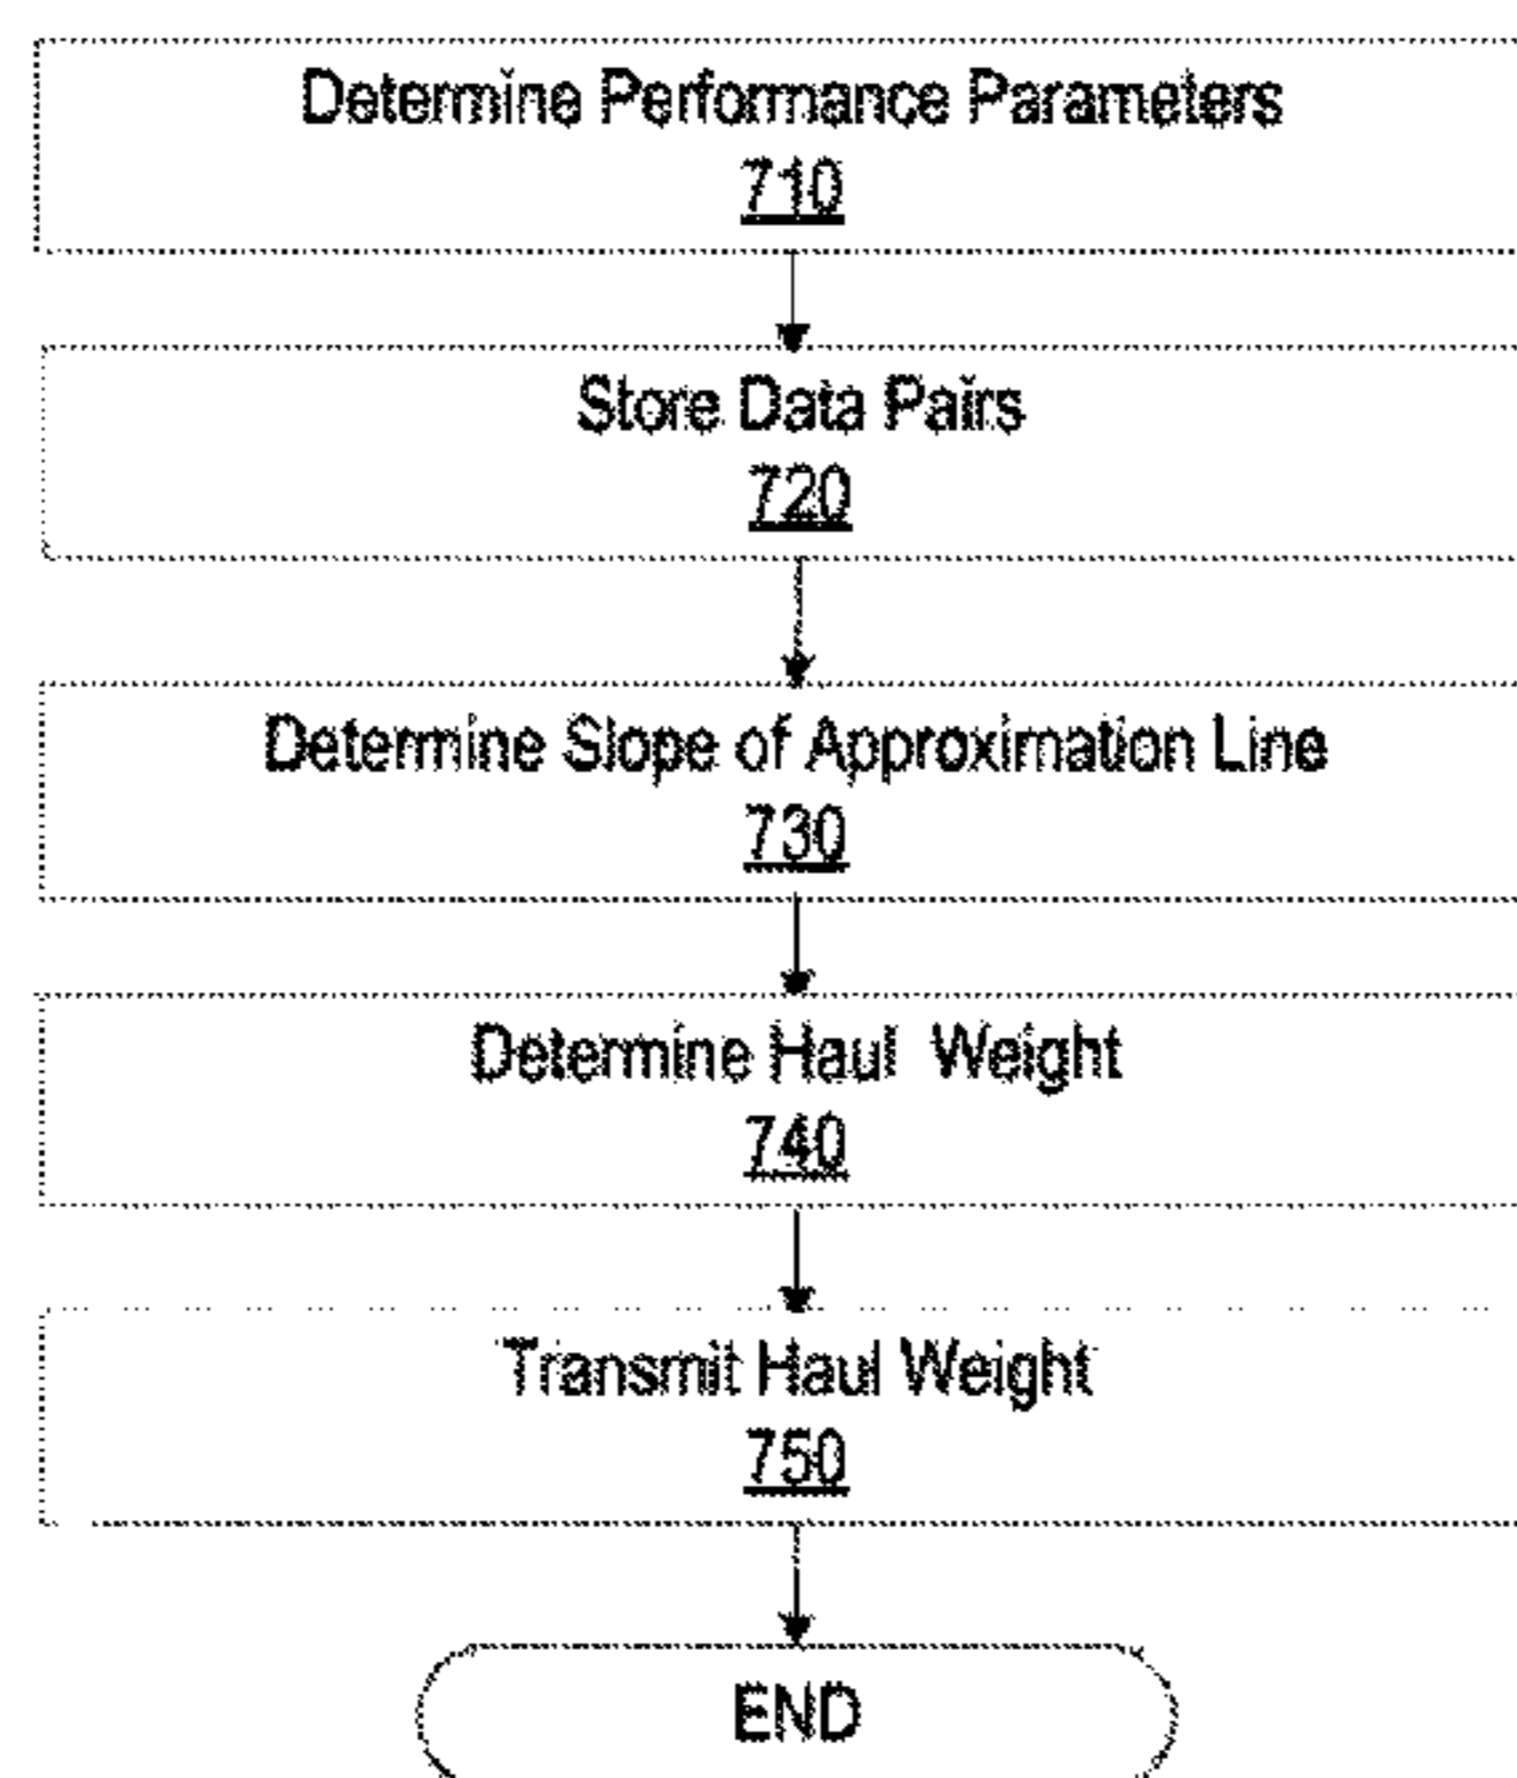 Determine Performance Parameters
710
Store Data Pairs
720
Determine Slope of Approximation Line
730
Determine Haul Weight
740
Transmit Haul Weight
750
END